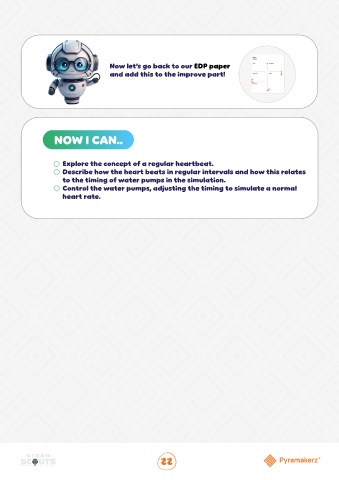 Now let's go back to our EDP paper
and add this to the improve part!
NOW I CAN..
Explore the concept of a regular heartbeat.
Describe how the heart beats in regular intervals and how this relates
to the timing of water pumps in the simulation.
Control the water pumps, adjusting the timing to simulate a normal
heart rate.
STEAM
SCOUTS
22
Pyramakerz